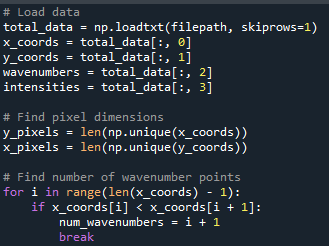 # Load data
total_data = np.loadtxt(filepath, skiprows=1)
x_coords = total_data[:, 0]
y_coords = total_data[:, 1]
wavenumbers = total_data[:, 2]
intensities = total_data[:, 3]

# Find pixel dimensions
y_pixels = len(np.unique(x_coords))
x_pixels = len(np.unique(y_coords))

# Find number of wavenumber points
for i in range(len(x_coords) - 1):
    if x_coords[i] < x_coords[i + 1]:
        num_wavenumbers = i + 1
        break